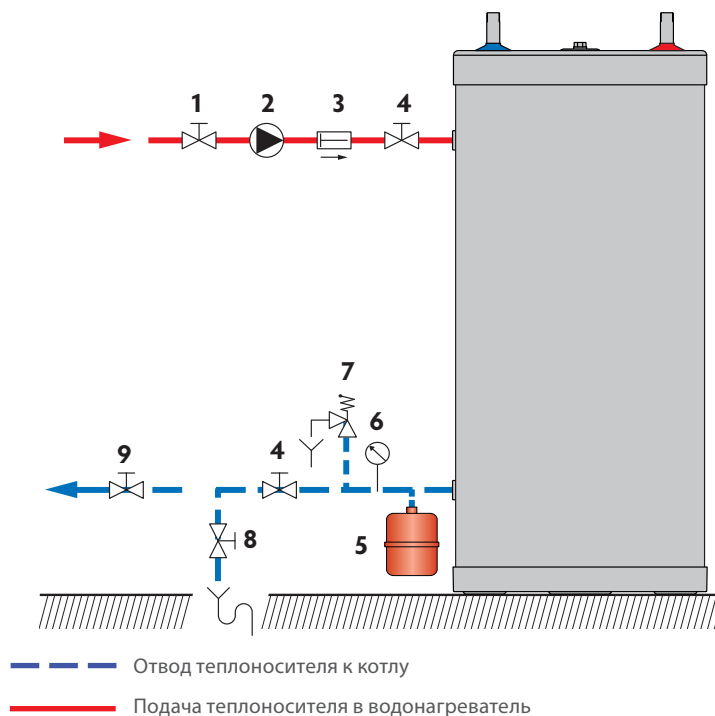 1 2 3 4
7
6
9 4
8 5
Отвод теплоносителя к котлу
Подача теплоносителя в водонагреватель